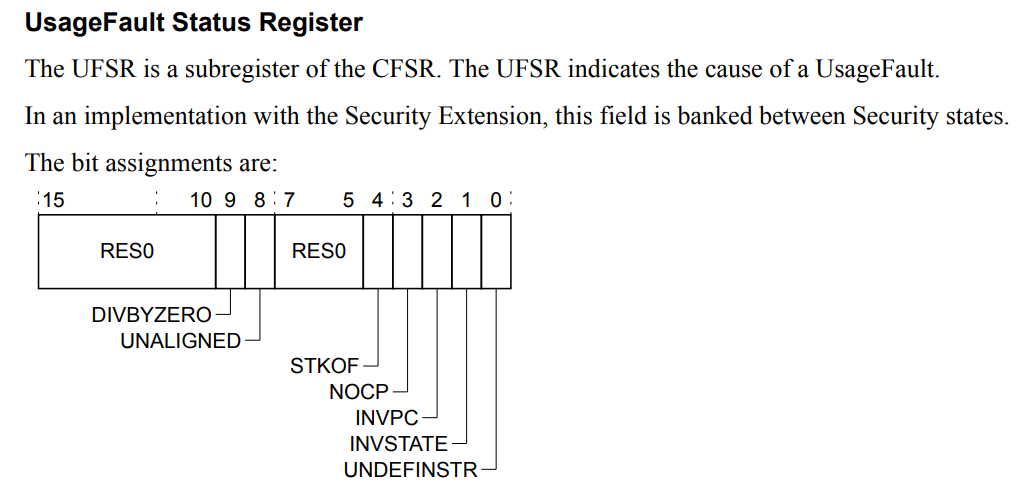 UsageFault Status Register
The UFSR is a subregister of the CFSR. The UFSR indicates the cause of a UsageFault.
In an implementation with the Security Extension, this field is banked between Security states.
The bit assignments are:
15 10 9 8 7 5 4 3 2 1 0
RES0 RES0
DIVBYZERO
UNALIGNED
STKOF
NOCP
INVPC
INVSTATE
UNDEFINSTR